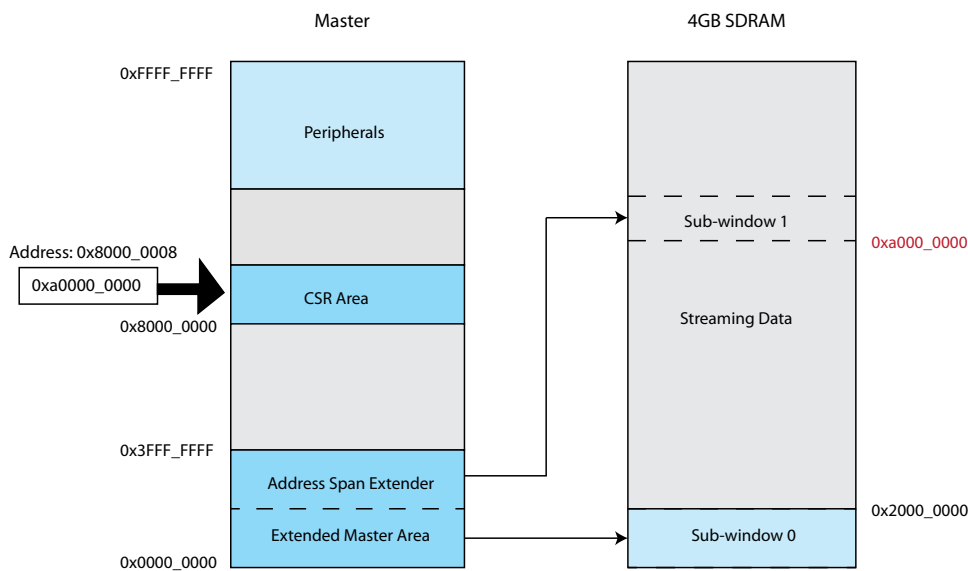 Master
4GB SDRAM
0xFFFF_FFFF
Peripherals
Sub-window 1
0xa000_0000
Address: 0x8000_0008
0xa0000_0000
CSR Area
0x8000_0000
Streaming Data
0x3FFF_FFFF
Address Span Extender
0x2000_0000
Extended Master Area
Sub-window 0
0x0000_0000